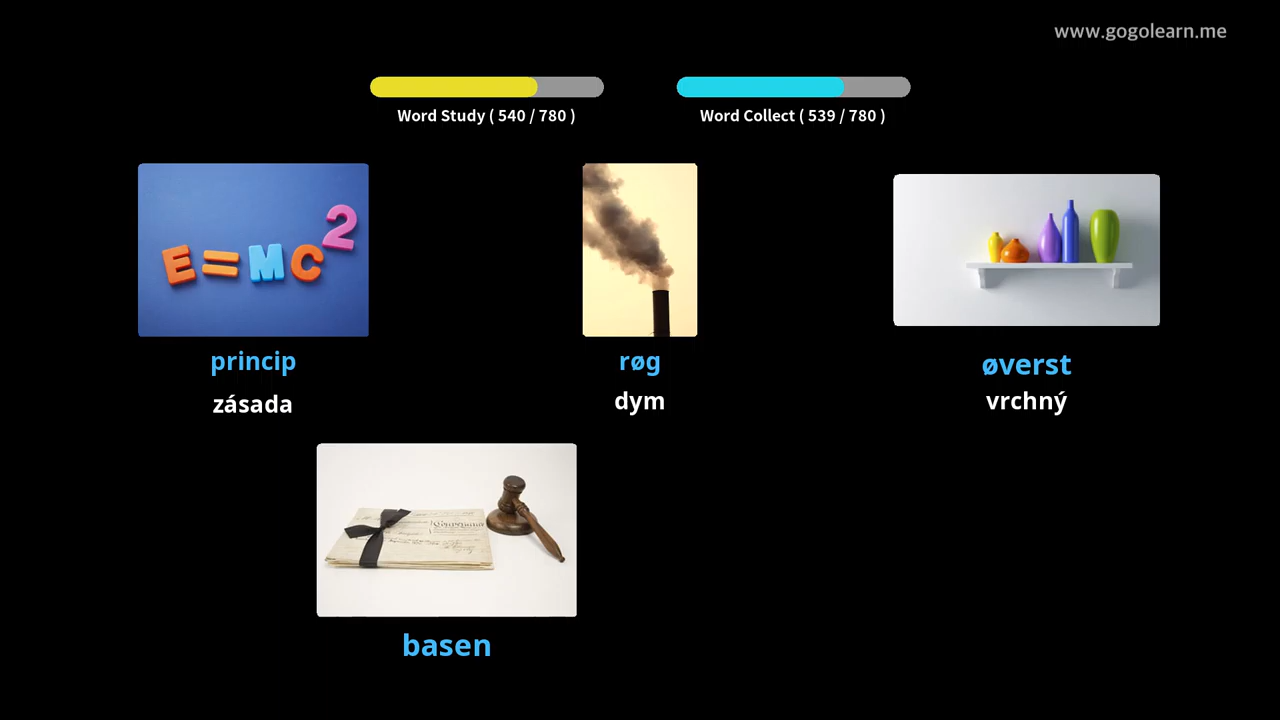 www.gogolearn.me
Word Study ( 540 / 780 )
Word Collect ( 539 / 780 )
E=MC2
princip
røg
øverst
zásada
dym
vrchný
basen